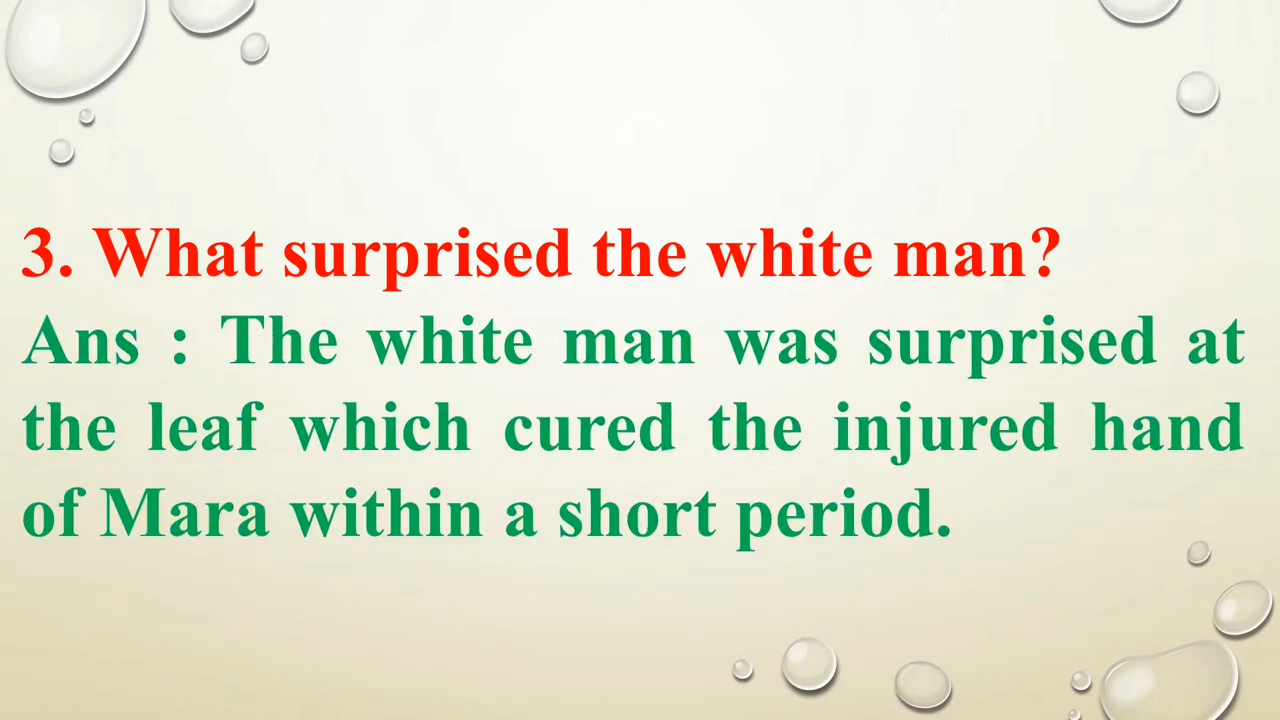 3. What surprised the white man?
Ans : The white man was surprised at
the leaf which cured the injured hand
of Mara within a short period.